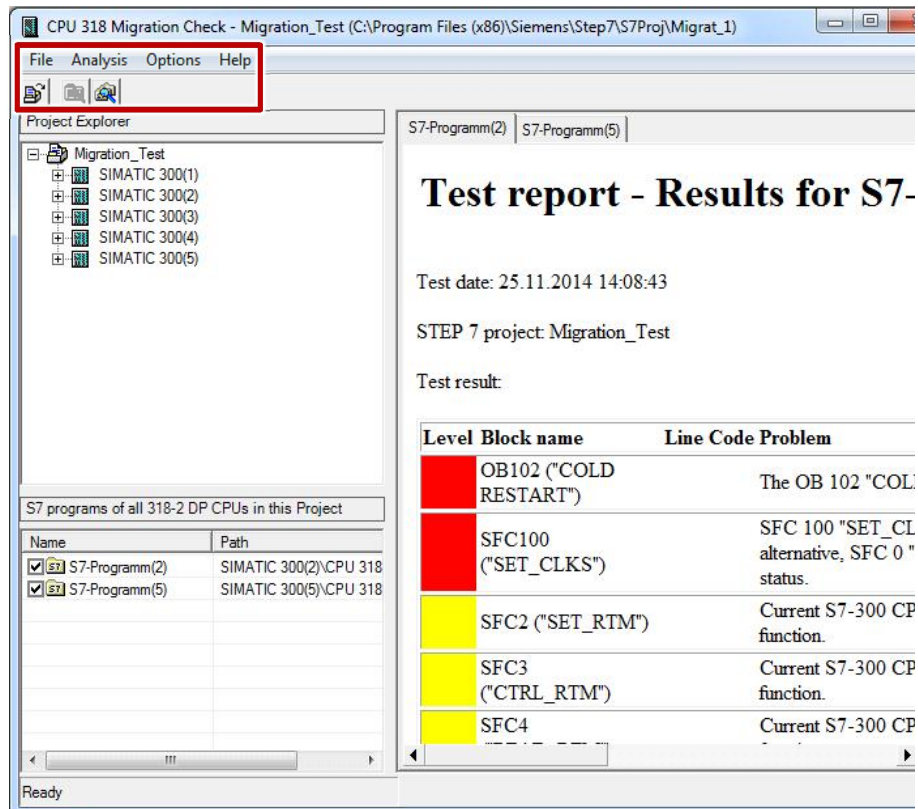 CPU 318 Migration Check - Migration_Test (C:\Program Files (x86)\Siemens\Step7\S7Proj\Migrat_1)
File Analysis Options Help
Project Explorer
Migration_Test
SIMATIC 300(1)
SIMATIC 300(2)
SIMATIC 300(3)
SIMATIC 300(4)
SIMATIC 300(5)
S7 programs of all 318-2 DP CPUs in this Project
Name Path
S7-Programm(2) SIMATIC 300(2)\CPU 318
S7-Programm(5) SIMATIC 300(5)\CPU 318
S7-Programm(2) S7-Programm(5)
Test report - Results for S7-
Test date: 25.11.2014 14:08:43
STEP 7 project: Migration_Test
Test result:
Level Block name Line Code Problem
OB102 ("COLD
RESTART")
The OB 102 "COL
SFC100
("SET_CLKS")
SFC 100 "SET_CL
alternative, SFC 0 "
status.
SFC2 ("SET_RTM")
Current S7-300 CP
function.
SFC3
("CTRL_RTM")
Current S7-300 CP
function.
SFC4
Current S7-300 CP
Ready